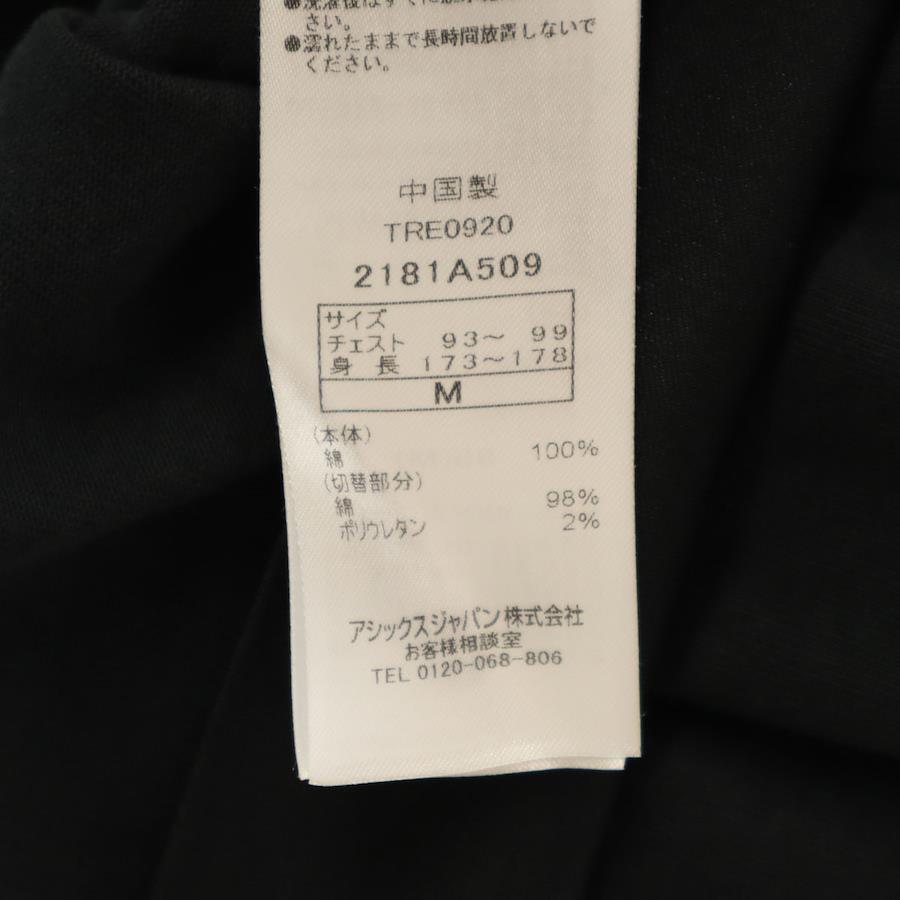 さい。
●濡れたままで長時間放置しないで
ください。
中国製
TRE0920
2181A509
サイズ
チェスト 93～ 99
身長 173～178
M
(本体)
綿 100%
(切替部分)
綿 98%
ポリウレタン 2%
アシックスジャパン株式会社
お客様相談室
TEL 0120-068-806